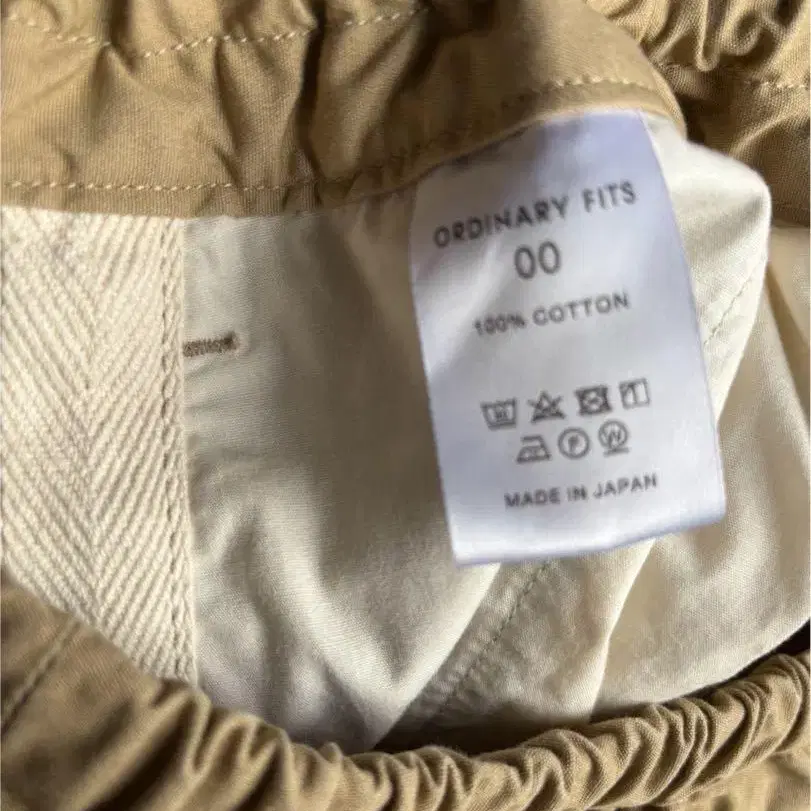 ORDINARY FITS
00
100% COTTON
F W
MADE IN JAPAN